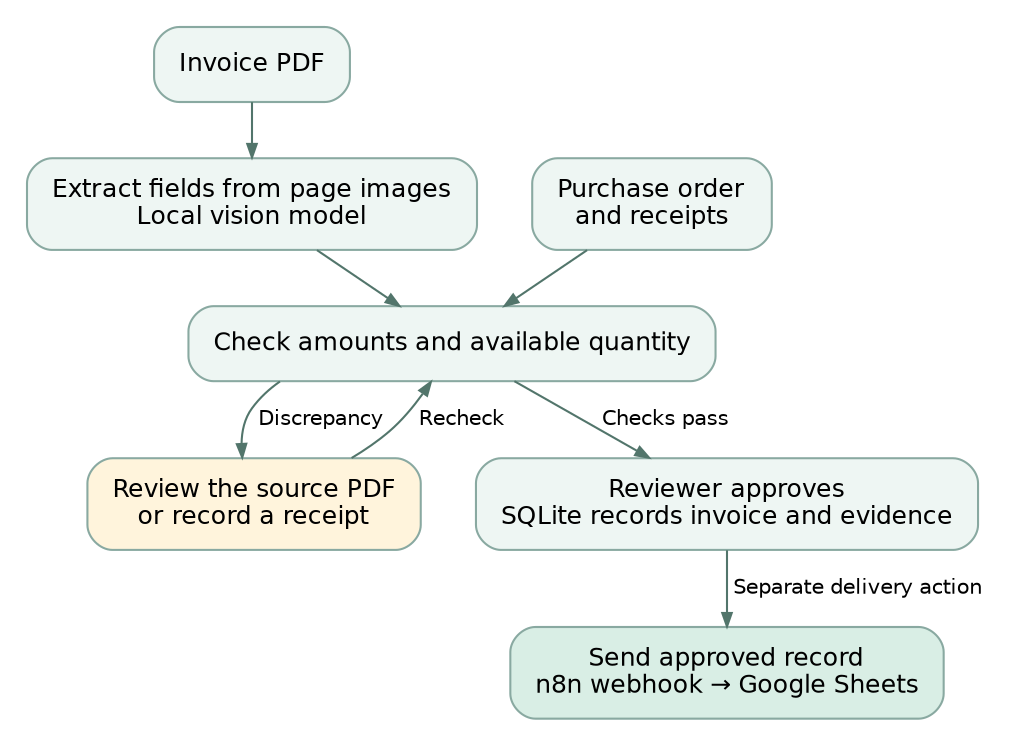 Invoice PDF
Extract fields from page images
Local vision model
Purchase order
and receipts
Check amounts and available quantity
Discrepancy
Recheck
Checks pass
Review the source PDF
or record a receipt
Reviewer approves
SQLite records invoice and evidence
Separate delivery action
Send approved record
n8n webhook → Google Sheets